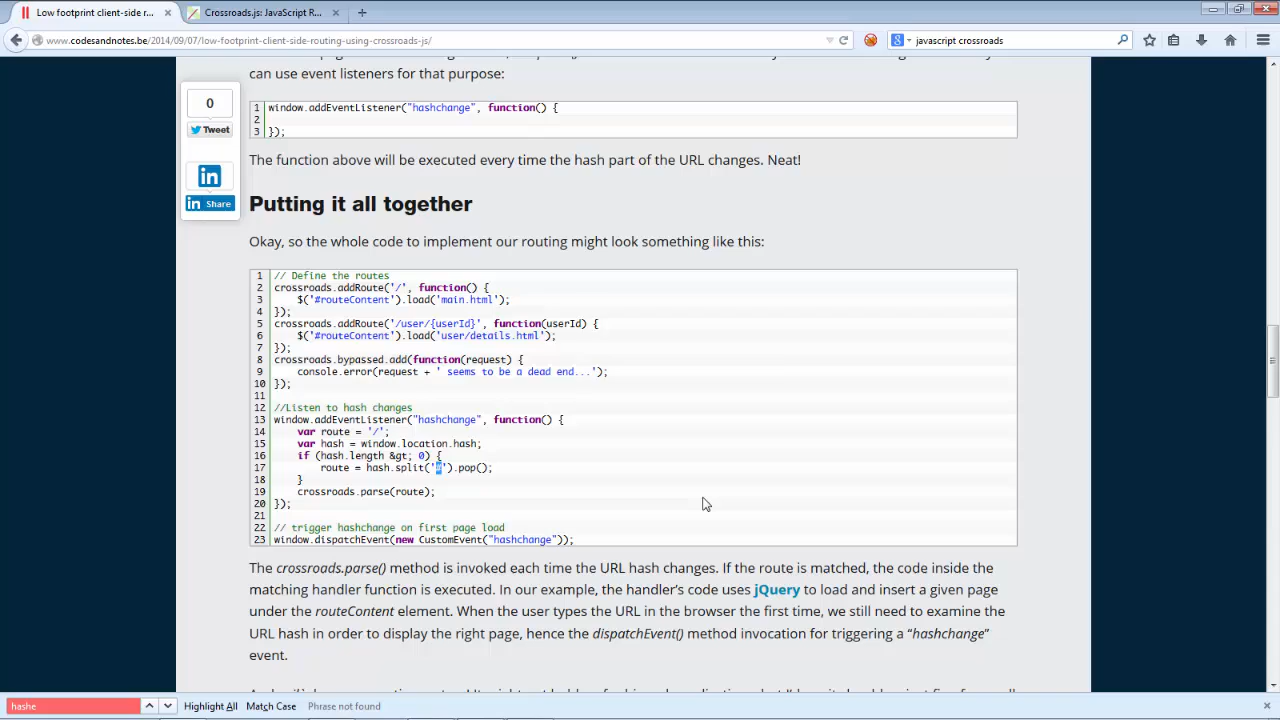 Low footprint client-side r...
Crossroads.js: JavaScript R...
www.codesandnotes.be/2014/09/07/low-footprint-client-side-routing-using-crossroads-js/
javascript crossroads
can use event listeners for that purpose:
0
Tweet
in
in Share
1 window.addEventListener("hashchange", function() {
2
3 });
The function above will be executed every time the hash part of the URL changes. Neat!
Putting it all together
Okay, so the whole code to implement our routing might look something like this:
1 // Define the routes
2 crossroads.addRoute('/', function() {
3 $('#routeContent').load('main.html');
4 });
5 crossroads.addRoute('/user/{userId}', function(userId) {
6 $('#routeContent').load('user/details.html');
7 });
8 crossroads.bypassed.add(function(request) {
9 console.error(request + ' seems to be a dead end...');
10 });
11
12 //Listen to hash changes
13 window.addEventListener("hashchange", function() {
14 var route = '/';
15 var hash = window.location.hash;
16 if (hash.length &gt; 0) {
17 route = hash.split('#').pop();
18 }
19 crossroads.parse(route);
20 });
21
22 // trigger hashchange on first page load
23 window.dispatchEvent(new CustomEvent("hashchange"));
The crossroads.parse() method is invoked each time the URL hash changes. If the route is matched, the code inside the
matching handler function is executed. In our example, the handler's code uses jQuery to load and insert a given page
under the routeContent element. When the user types the URL in the browser the first time, we still need to examine the
URL hash in order to display the right page, hence the dispatchEvent() method invocation for triggering a "hashchange"
event.
hashe
Highlight All
Match Case
Phrase not found